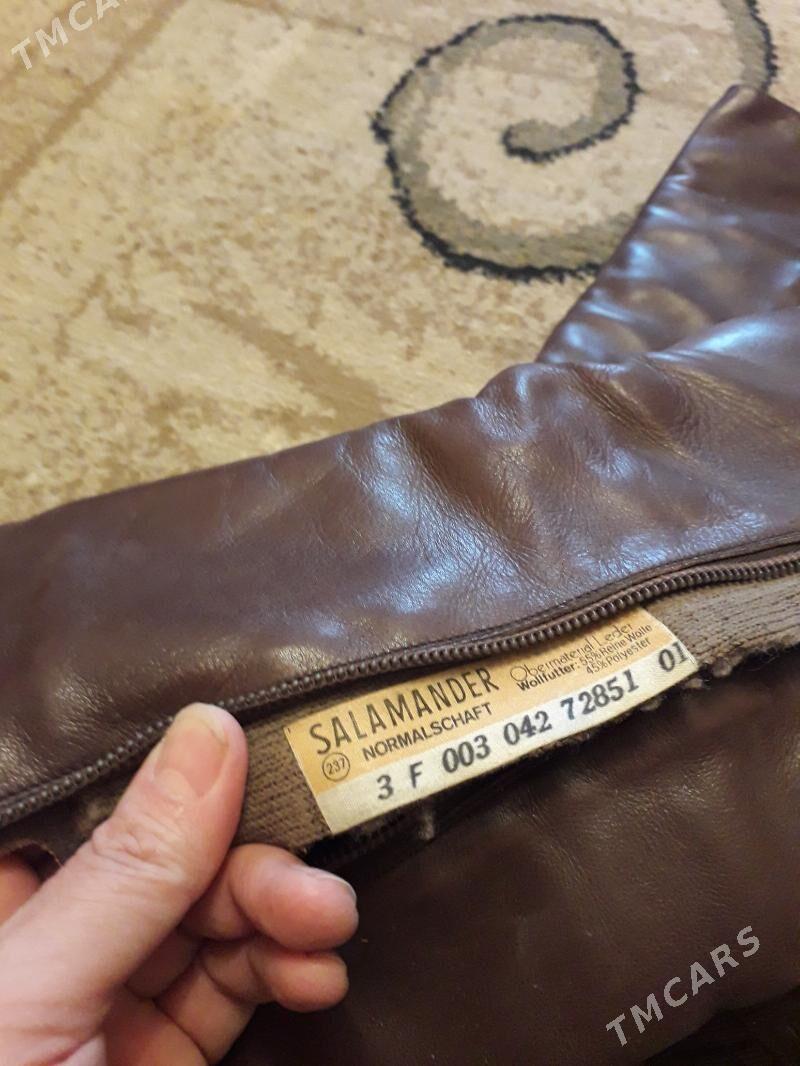 TMCARS
SALAMANDER
Obermaterial Leder
Wollfutter: 55% Reine Wolle
45% Polyester
237
NORMALSCHAFT
3 F 003 042 72851 01
TMCARS